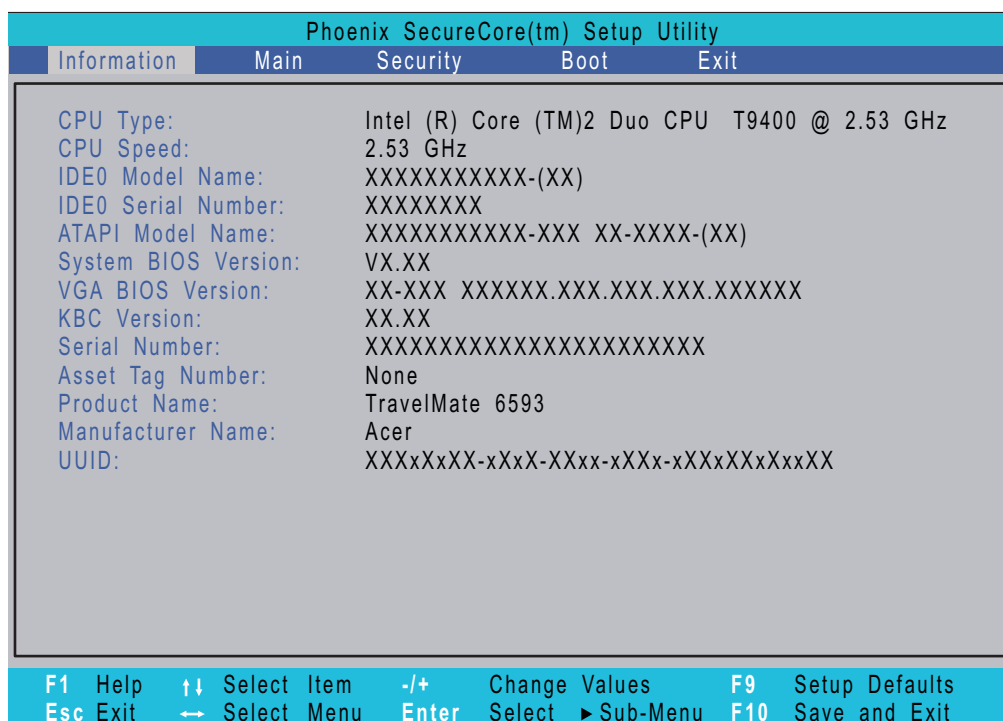 Phoenix SecureCore(tm) Setup Utility
Information Main Security Boot Exit
CPU Type: Intel (R) Core (TM)2 Duo CPU T9400 @ 2.53 GHz
CPU Speed: 2.53 GHz
IDE0 Model Name: XXXXXXXXXXX-(XX)
IDE0 Serial Number: XXXXXXXX
ATAPI Model Name: XXXXXXXXXXX-XXX XX-XXXX-(XX)
System BIOS Version: VX.XX
VGA BIOS Version: XX-XXX XXXXXX.XXX.XXX.XXX.XXXXXX
KBC Version: XX.XX
Serial Number: XXXXXXXXXXXXXXXXXXXXXXX
Asset Tag Number: None
Product Name: TravelMate 6593
Manufacturer Name: Acer
UUID: XXXxXxXX-xXxX-XXxx-xXXx-xXXxXXxXxxXX
F1 Help ↑↓ Select Item -/+ Change Values F9 Setup Defaults
Esc Exit ↔ Select Menu Enter Select ►Sub-Menu F10 Save and Exit